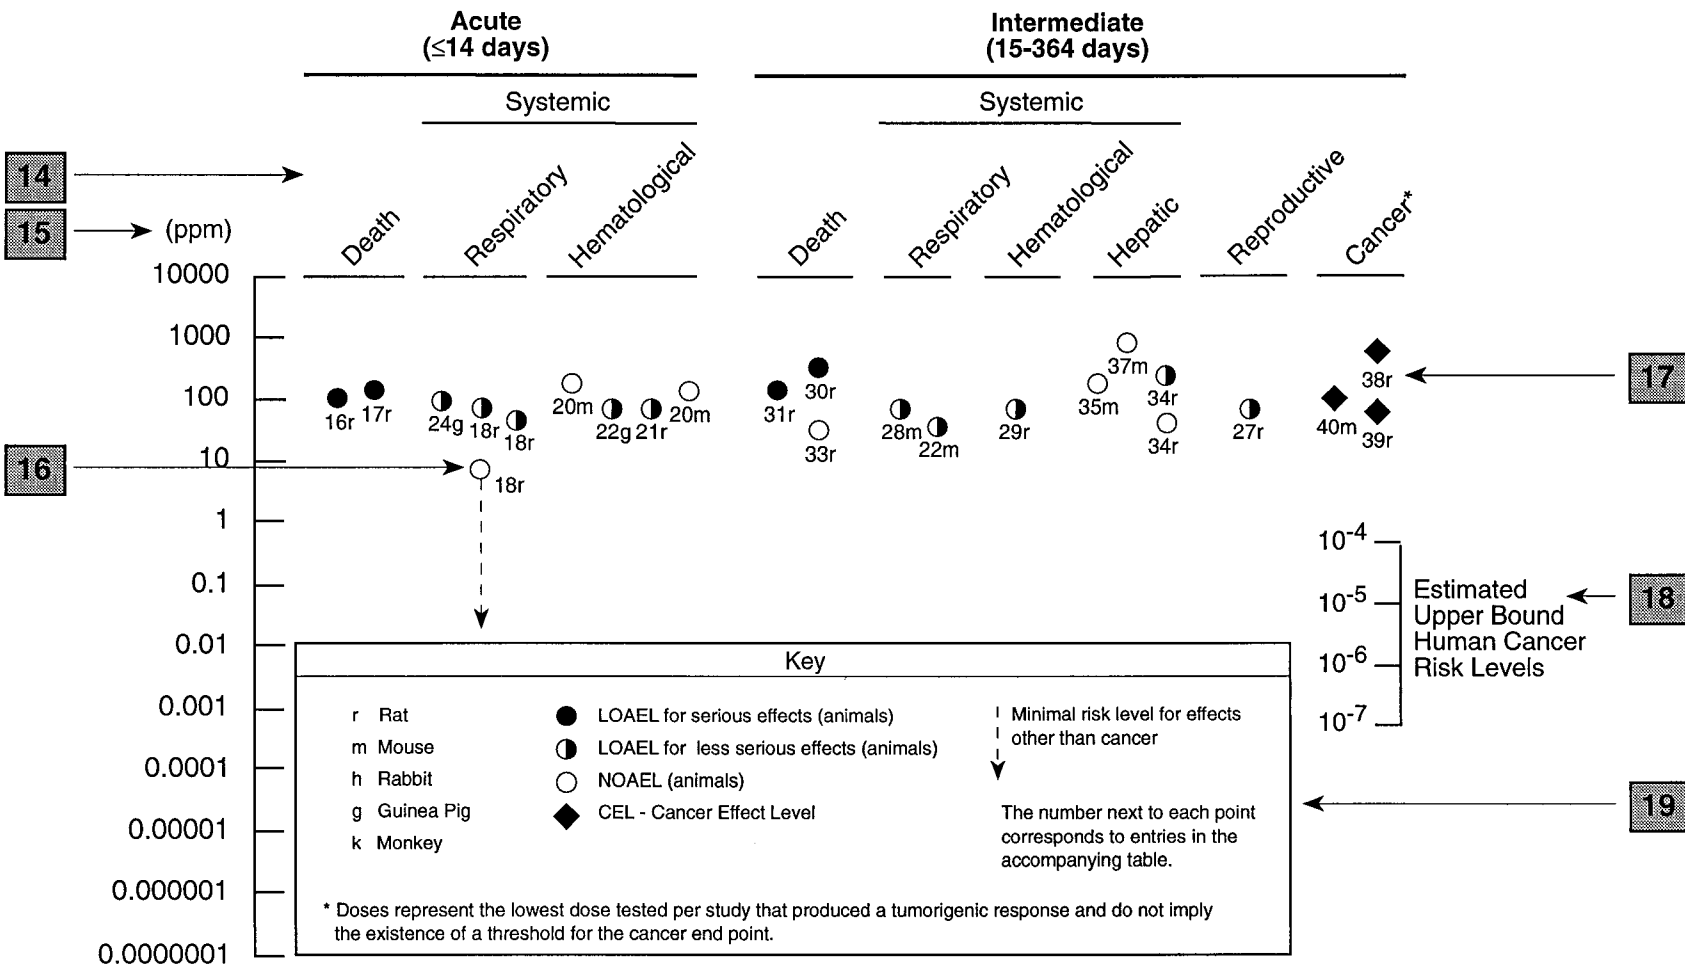 Acute
(≤14 days)
Intermediate
(15-364 days)
Systemic
Systemic
14
15
(ppm)
Death
Respiratory
Hematological
Death
Respiratory
Hematological
Hepatic
Reproductive
Cancer*
10000
1000
100
10
1
0.1
0.01
0.001
0.0001
0.00001
0.000001
0.0000001
16r
17r
24g
18r
18r
18r
20m
22g
21r
20m
31r
30r
33r
28m
22m
29r
35m
37m
34r
34r
27r
40m
38r
39r
16
17
10-4
10-5
10-6
10-7
Estimated
Upper Bound
Human Cancer
Risk Levels
18
Key
r Rat
m Mouse
h Rabbit
g Guinea Pig
k Monkey
LOAEL for serious effects (animals)
LOAEL for less serious effects (animals)
NOAEL (animals)
CEL - Cancer Effect Level
Minimal risk level for effects
other than cancer
The number next to each point
corresponds to entries in the
accompanying table.
19
* Doses represent the lowest dose tested per study that produced a tumorigenic response and do not imply
the existence of a threshold for the cancer end point.